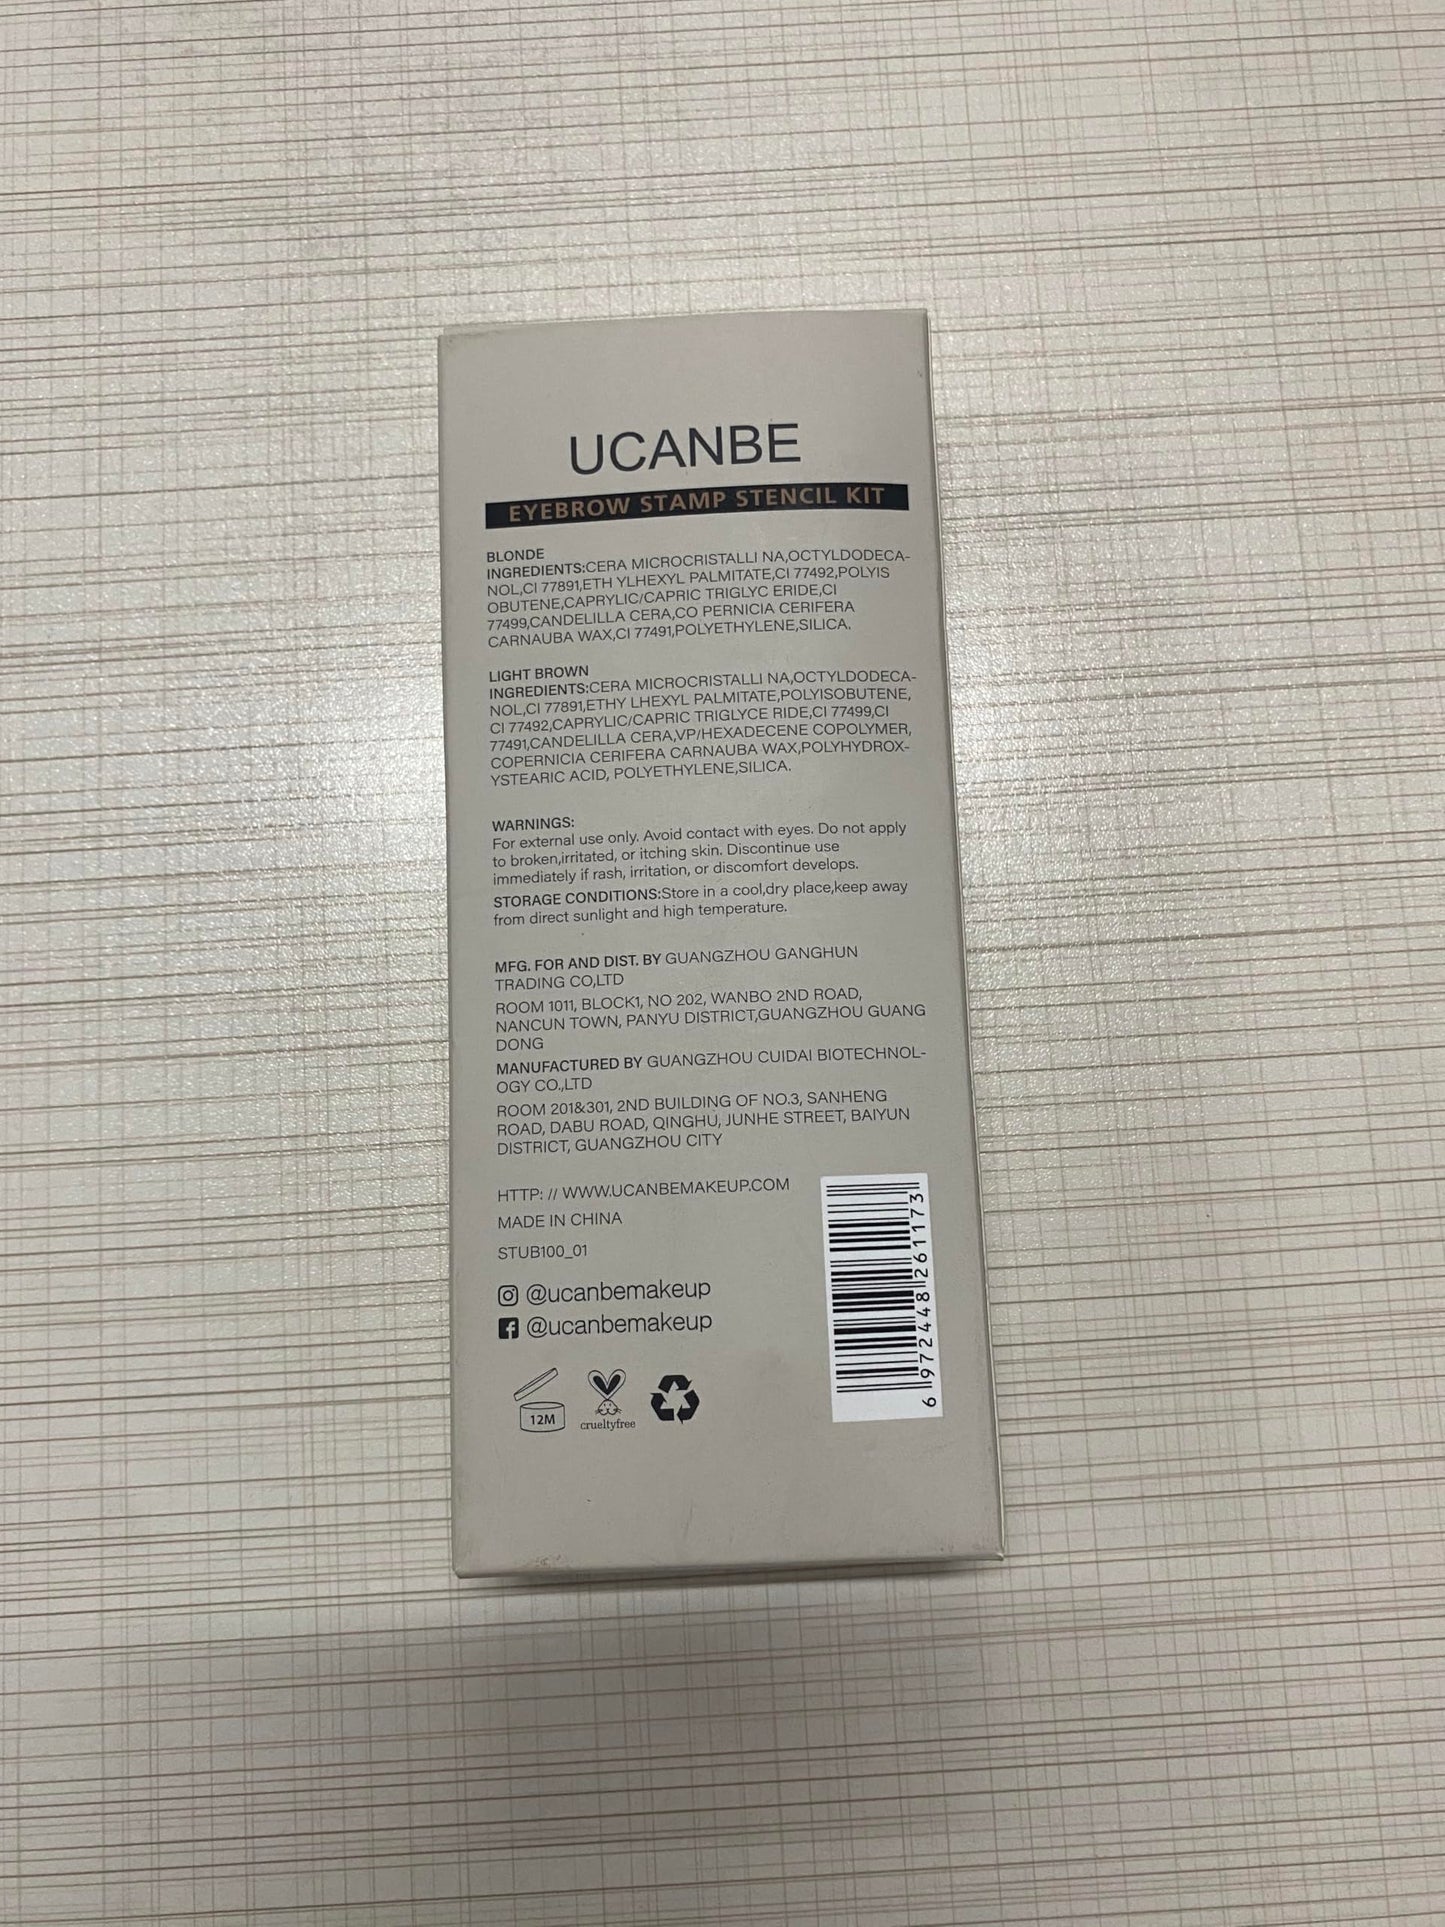 UCANBE
EYEBROW STAMP STENCIL KIT
BLONDE
INGREDIENTS:CERA MICROCRISTALLI NA,OCTYLDODECA-
NOL,CI 77891,ETH YLHEXYL PALMITATE,CI 77492,POLYIS
OBUTENE,CAPRYLIC/CAPRIC TRIGLYC ERIDE,CI
77499,CANDELILLA CERA,CO PERNICIA CERIFERA
CARNAUBA WAX,CI 77491,POLYETHYLENE,SILICA.
LIGHT BROWN
INGREDIENTS:CERA MICROCRISTALLI NA,OCTYLDODECA-
NOL,CI 77891,ETHY LHEXYL PALMITATE,POLYISOBUTENE,
CI 77492,CAPRYLIC/CAPRIC TRIGLYCE RIDE,CI 77499,CI
77491,CANDELILLA CERA,VP/HEXADECENE COPOLYMER,
COPERNICIA CERIFERA CARNAUBA WAX,POLYHYDROX-
YSTEARIC ACID, POLYETHYLENE,SILICA.
WARNINGS:
For external use only. Avoid contact with eyes. Do not apply
to broken,irritated, or itching skin. Discontinue use
immediately if rash, irritation, or discomfort develops.
STORAGE CONDITIONS:Store in a cool,dry place,keep away
from direct sunlight and high temperature.
MFG. FOR AND DIST. BY GUANGZHOU GANGHUN
TRADING CO,LTD
ROOM 1011, BLOCK1, NO 202, WANBO 2ND ROAD,
NANCUN TOWN, PANYU DISTRICT,GUANGZHOU GUANG
DONG
MANUFACTURED BY GUANGZHOU CUIDAI BIOTECHNOL-
OGY CO.,LTD
ROOM 201&301, 2ND BUILDING OF NO.3, SANHENG
ROAD, DABU ROAD, QINGHU, JUNHE STREET, BAIYUN
DISTRICT, GUANGZHOU CITY
HTTP: // WWW.UCANBEMAKEUP.COM
MADE IN CHINA
STUB100_01
@ucanbemakeup
@ucanbemakeup
12M
crueltyfree
6 972448 261173